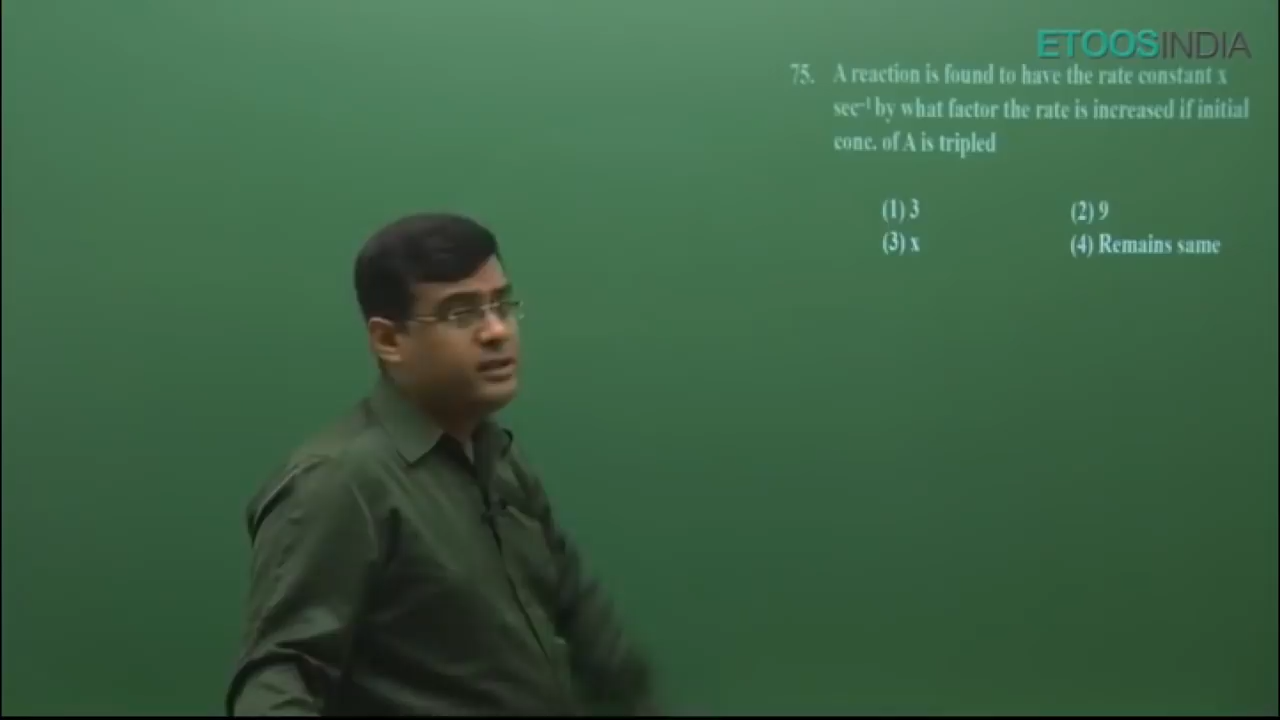 ETOOSINDIA
75. A reaction is found to have the rate constant x
sec⁻¹ by what factor the rate is increased if initial
conc. of A is tripled
(1) 3 (2) 9
(3) x (4) Remains same